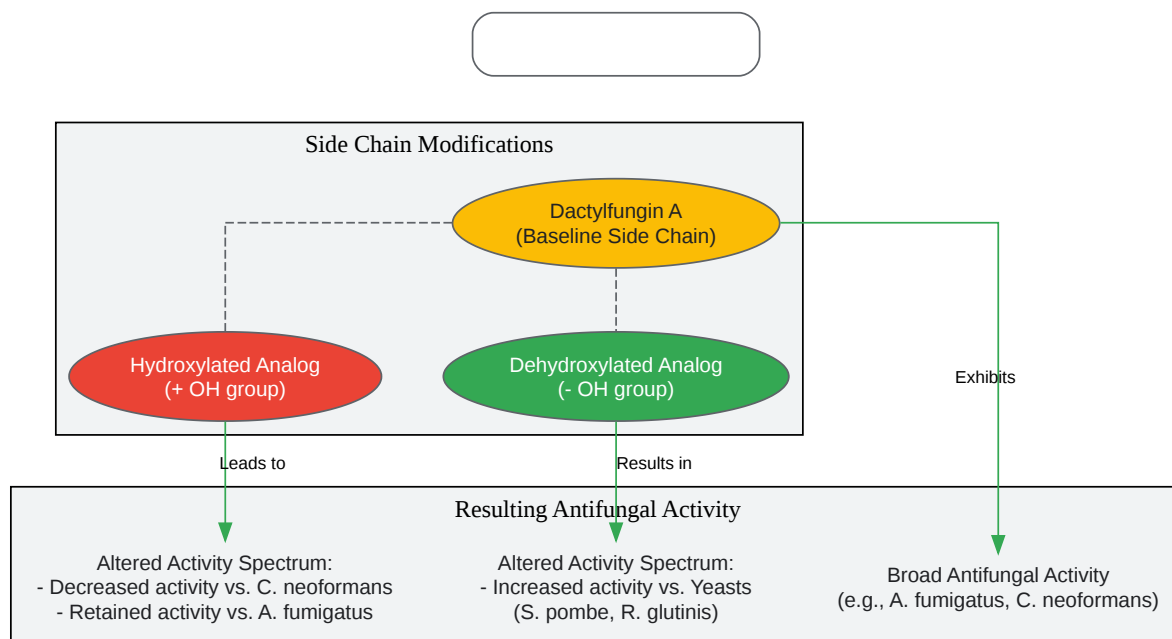 Side Chain Modifications
Dactylfungin A
(Baseline Side Chain)
Hydroxylated Analog
(+ OH group)
Dehydroxylated Analog
(- OH group)
Exhibits
Leads to
Results in
Resulting Antifungal Activity
Altered Activity Spectrum:
- Decreased activity vs. C. neoformans
- Retained activity vs. A. fumigatus
Altered Activity Spectrum:
- Increased activity vs. Yeasts
(S. pombe, R. glutinis)
Broad Antifungal Activity
(e.g., A. fumigatus, C. neoformans)